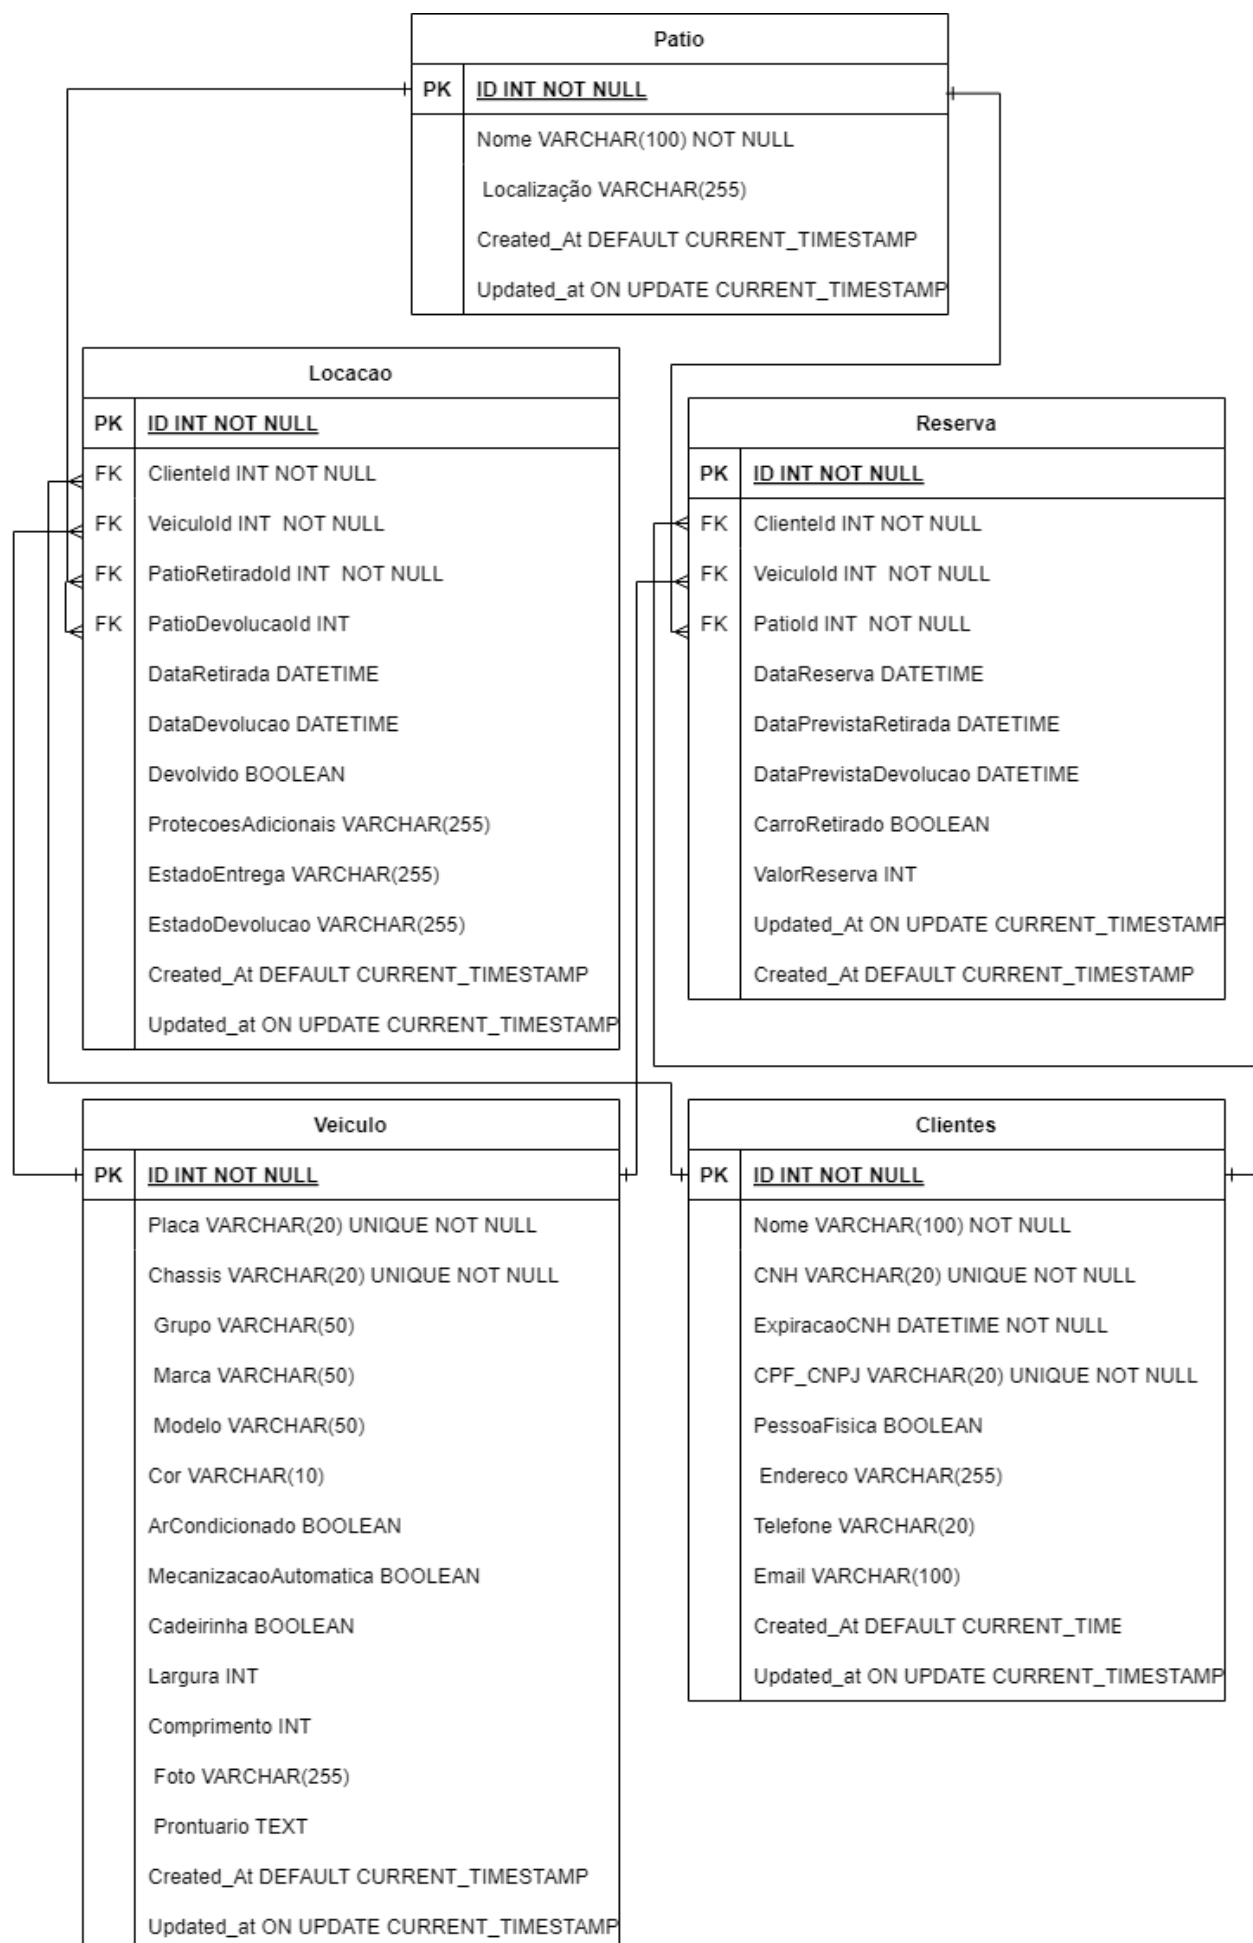 Patio
PK ID INT NOT NULL
Nome VARCHAR(100) NOT NULL
Localização VARCHAR(255)
Created_At DEFAULT CURRENT_TIMESTAMP
Updated_at ON UPDATE CURRENT_TIMESTAMP
Locacao
PK ID INT NOT NULL
FK ClienteId INT NOT NULL
FK VeiculoId INT NOT NULL
FK PatioRetiradoId INT NOT NULL
FK PatioDevolucaoId INT
DataRetirada DATETIME
DataDevolucao DATETIME
Devolvido BOOLEAN
ProtecoesAdicionais VARCHAR(255)
EstadoEntrega VARCHAR(255)
EstadoDevolucao VARCHAR(255)
Created_At DEFAULT CURRENT_TIMESTAMP
Updated_at ON UPDATE CURRENT_TIMESTAMP
Reserva
PK ID INT NOT NULL
FK ClienteId INT NOT NULL
FK VeiculoId INT NOT NULL
FK PatioId INT NOT NULL
DataReserva DATETIME
DataPrevistaRetirada DATETIME
DataPrevistaDevolucao DATETIME
CarroRetirado BOOLEAN
ValorReserva INT
Updated_At ON UPDATE CURRENT_TIMESTAMP
Created_At DEFAULT CURRENT_TIMESTAMP
Veiculo
PK ID INT NOT NULL
Placa VARCHAR(20) UNIQUE NOT NULL
Chassis VARCHAR(20) UNIQUE NOT NULL
Grupo VARCHAR(50)
Marca VARCHAR(50)
Modelo VARCHAR(50)
Cor VARCHAR(10)
ArCondicionado BOOLEAN
MecanizacaoAutomatica BOOLEAN
Cadeirinha BOOLEAN
Largura INT
Comprimento INT
Foto VARCHAR(255)
Prontuario TEXT
Created_At DEFAULT CURRENT_TIMESTAMP
Updated_at ON UPDATE CURRENT_TIMESTAMP
Clientes
PK ID INT NOT NULL
Nome VARCHAR(100) NOT NULL
CNH VARCHAR(20) UNIQUE NOT NULL
ExpiracaoCNH DATETIME NOT NULL
CPF_CNPJ VARCHAR(20) UNIQUE NOT NULL
PessoaFisica BOOLEAN
Endereco VARCHAR(255)
Telefone VARCHAR(20)
Email VARCHAR(100)
Created_At DEFAULT CURRENT_TIME
Updated_at ON UPDATE CURRENT_TIMESTAMP